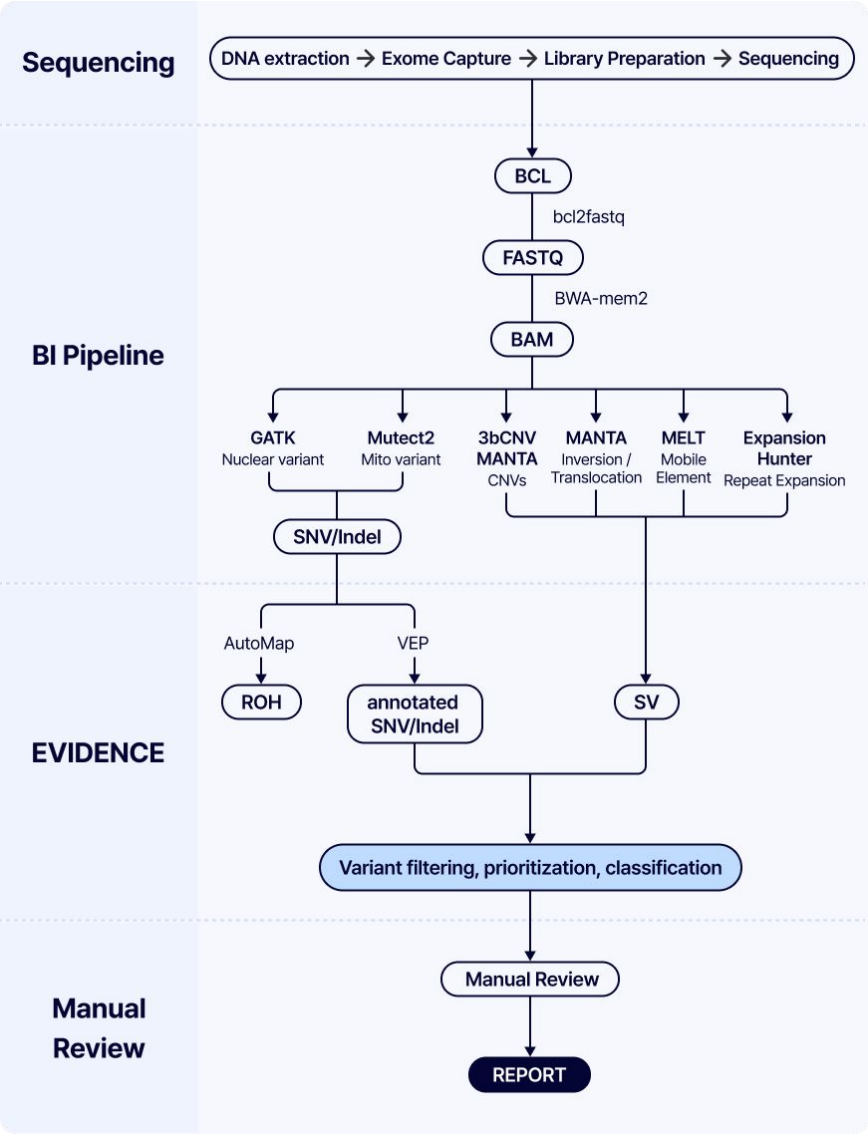 Sequencing
DNA extraction → Exome Capture → Library Preparation → Sequencing
BI Pipeline
BCL
bcl2fastq
FASTQ
BWA-mem2
BAM
GATK
Nuclear variant
Mutect2
Mito variant
3bCNV
MANTA
CNVs
MANTA
Inversion /
Translocation
MELT
Mobile
Element
Expansion
Hunter
Repeat Expansion
SNV/Indel
EVIDENCE
AutoMap
VEP
ROH
annotated
SNV/Indel
SV
Variant filtering, prioritization, classification
Manual
Review
Manual Review
REPORT